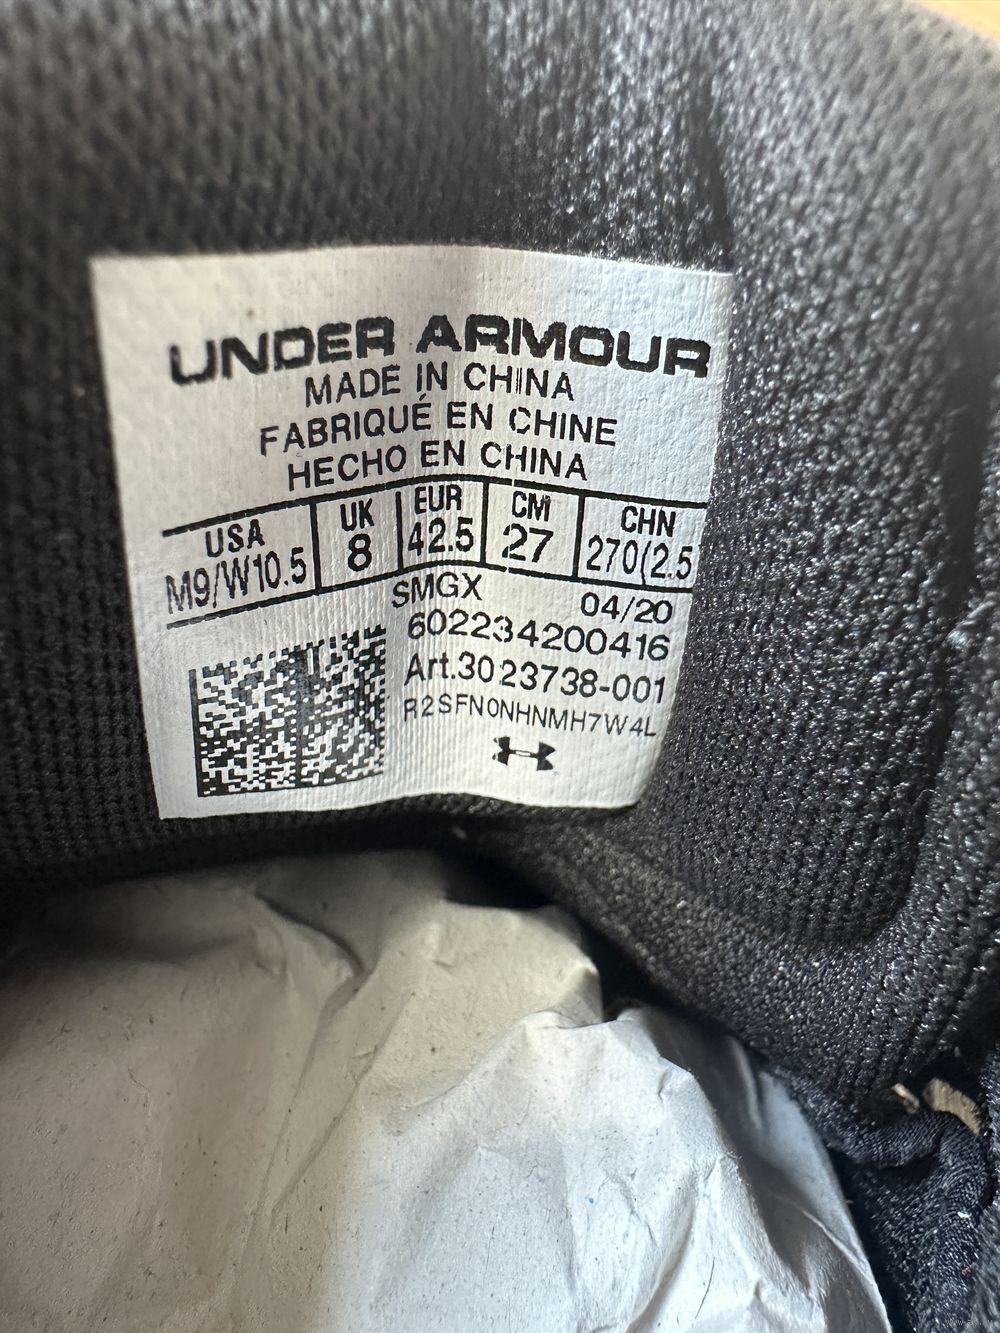 UNDER ARMOUR
MADE IN CHINA
FABRIQUÉ EN CHINE
HECHO EN CHINA
USA UK EUR CM CHN
M9/W10.5 8 42.5 27 270(2.5
SMGX 04/20
602234200416
Art.3023738-001
R2SFN0NHNMH7W4L